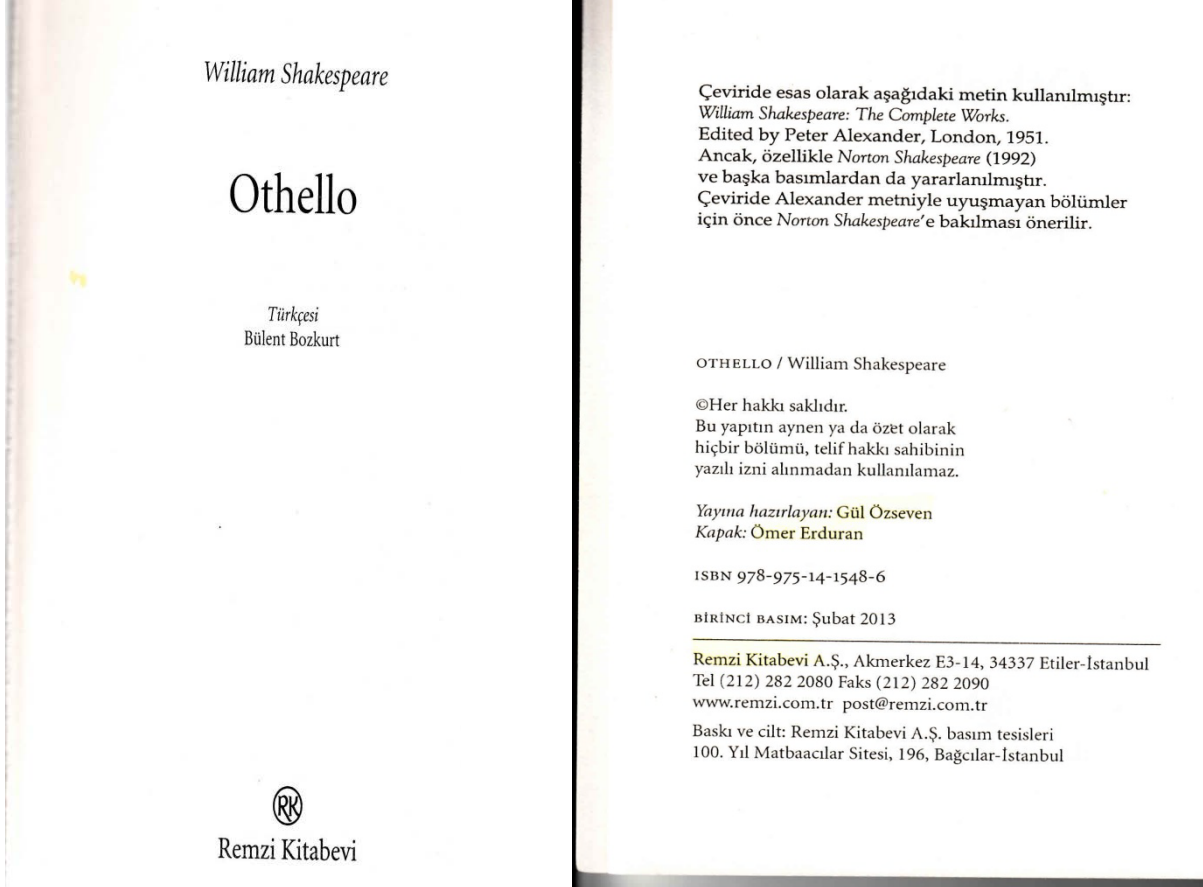 William Shakespeare
Othello
Türkçesi
Bülent Bozkurt
RK
Remzi Kitabevi
Çeviride esas olarak aşağıdaki metin kullanılmıştır:
William Shakespeare: The Complete Works.
Edited by Peter Alexander, London, 1951.
Ancak, özellikle Norton Shakespeare (1992)
ve başka basımlardan da yararlanılmıştır.
Çeviride Alexander metniyle uyuşmayan bölümler
için önce Norton Shakespeare'e bakılması önerilir.
OTHELLO / William Shakespeare
©Her hakkı saklıdır.
Bu yapıtın aynen ya da özet olarak
hiçbir bölümü, telif hakkı sahibinin
yazılı izni alınmadan kullanılamaz.
Yayına hazırlayan: Gül Özseven
Kapak: Ömer Erduran
ISBN 978-975-14-1548-6
BİRİNCİ BASIM: Şubat 2013
Remzi Kitabevi A.Ş., Akmerkez E3-14, 34337 Etiler-İstanbul
Tel (212) 282 2080 Faks (212) 282 2090
www.remzi.com.tr post@remzi.com.tr
Baskı ve cilt: Remzi Kitabevi A.Ş. basım tesisleri
100. Yıl Matbaacılar Sitesi, 196, Bağcılar-İstanbul